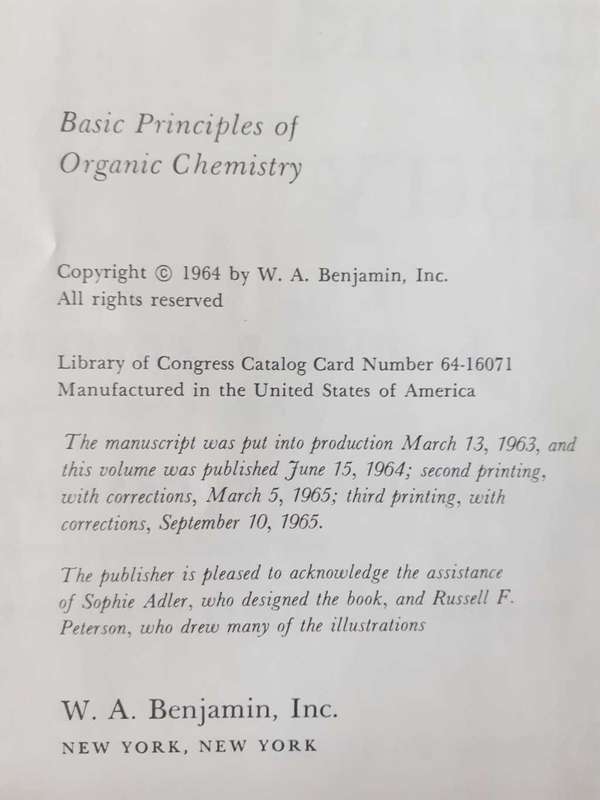 Basic Principles of
Organic Chemistry
Copyright © 1964 by W. A. Benjamin, Inc.
All rights reserved
Library of Congress Catalog Card Number 64-16071
Manufactured in the United States of America
The manuscript was put into production March 13, 1963, and
this volume was published June 15, 1964; second printing,
with corrections, March 5, 1965; third printing, with
corrections, September 10, 1965.
The publisher is pleased to acknowledge the assistance
of Sophie Adler, who designed the book, and Russell F.
Peterson, who drew many of the illustrations
W. A. Benjamin, Inc.
NEW YORK, NEW YORK